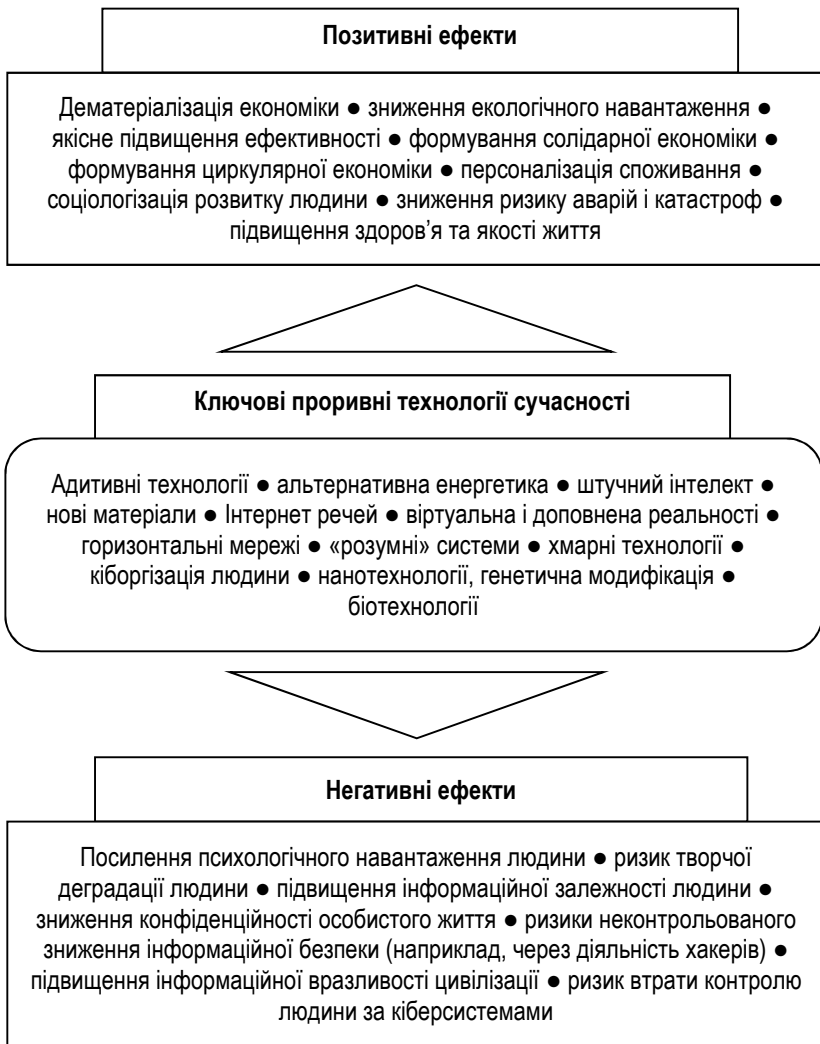 Позитивні ефекти
Дематеріалізація економіки ● зниження екологічного навантаження ●
якісне підвищення ефективності ● формування солідарної економіки ●
формування циркулярної економіки ● персоналізація споживання ●
соціологізація розвитку людини ● зниження ризику аварій і катастроф ●
підвищення здоров’я та якості життя
Ключові проривні технології сучасності
Адитивні технології ● альтернативна енергетика ● штучний інтелект ●
нові матеріали ● Інтернет речей ● віртуальна і доповнена реальності ●
горизонтальні мережі ● «розумні» системи ● хмарні технології ●
кіборгізація людини ● нанотехнології, генетична модифікація ●
біотехнології
Негативні ефекти
Посилення психологічного навантаження людини ● ризик творчої
деградації людини ● підвищення інформаційної залежності людини ●
зниження конфіденційності особистого життя ● ризики неконтрольованого
зниження інформаційної безпеки (наприклад, через діяльність хакерів) ●
підвищення інформаційної вразливості цивілізації ● ризик втрати контролю
людини за кіберсистемами